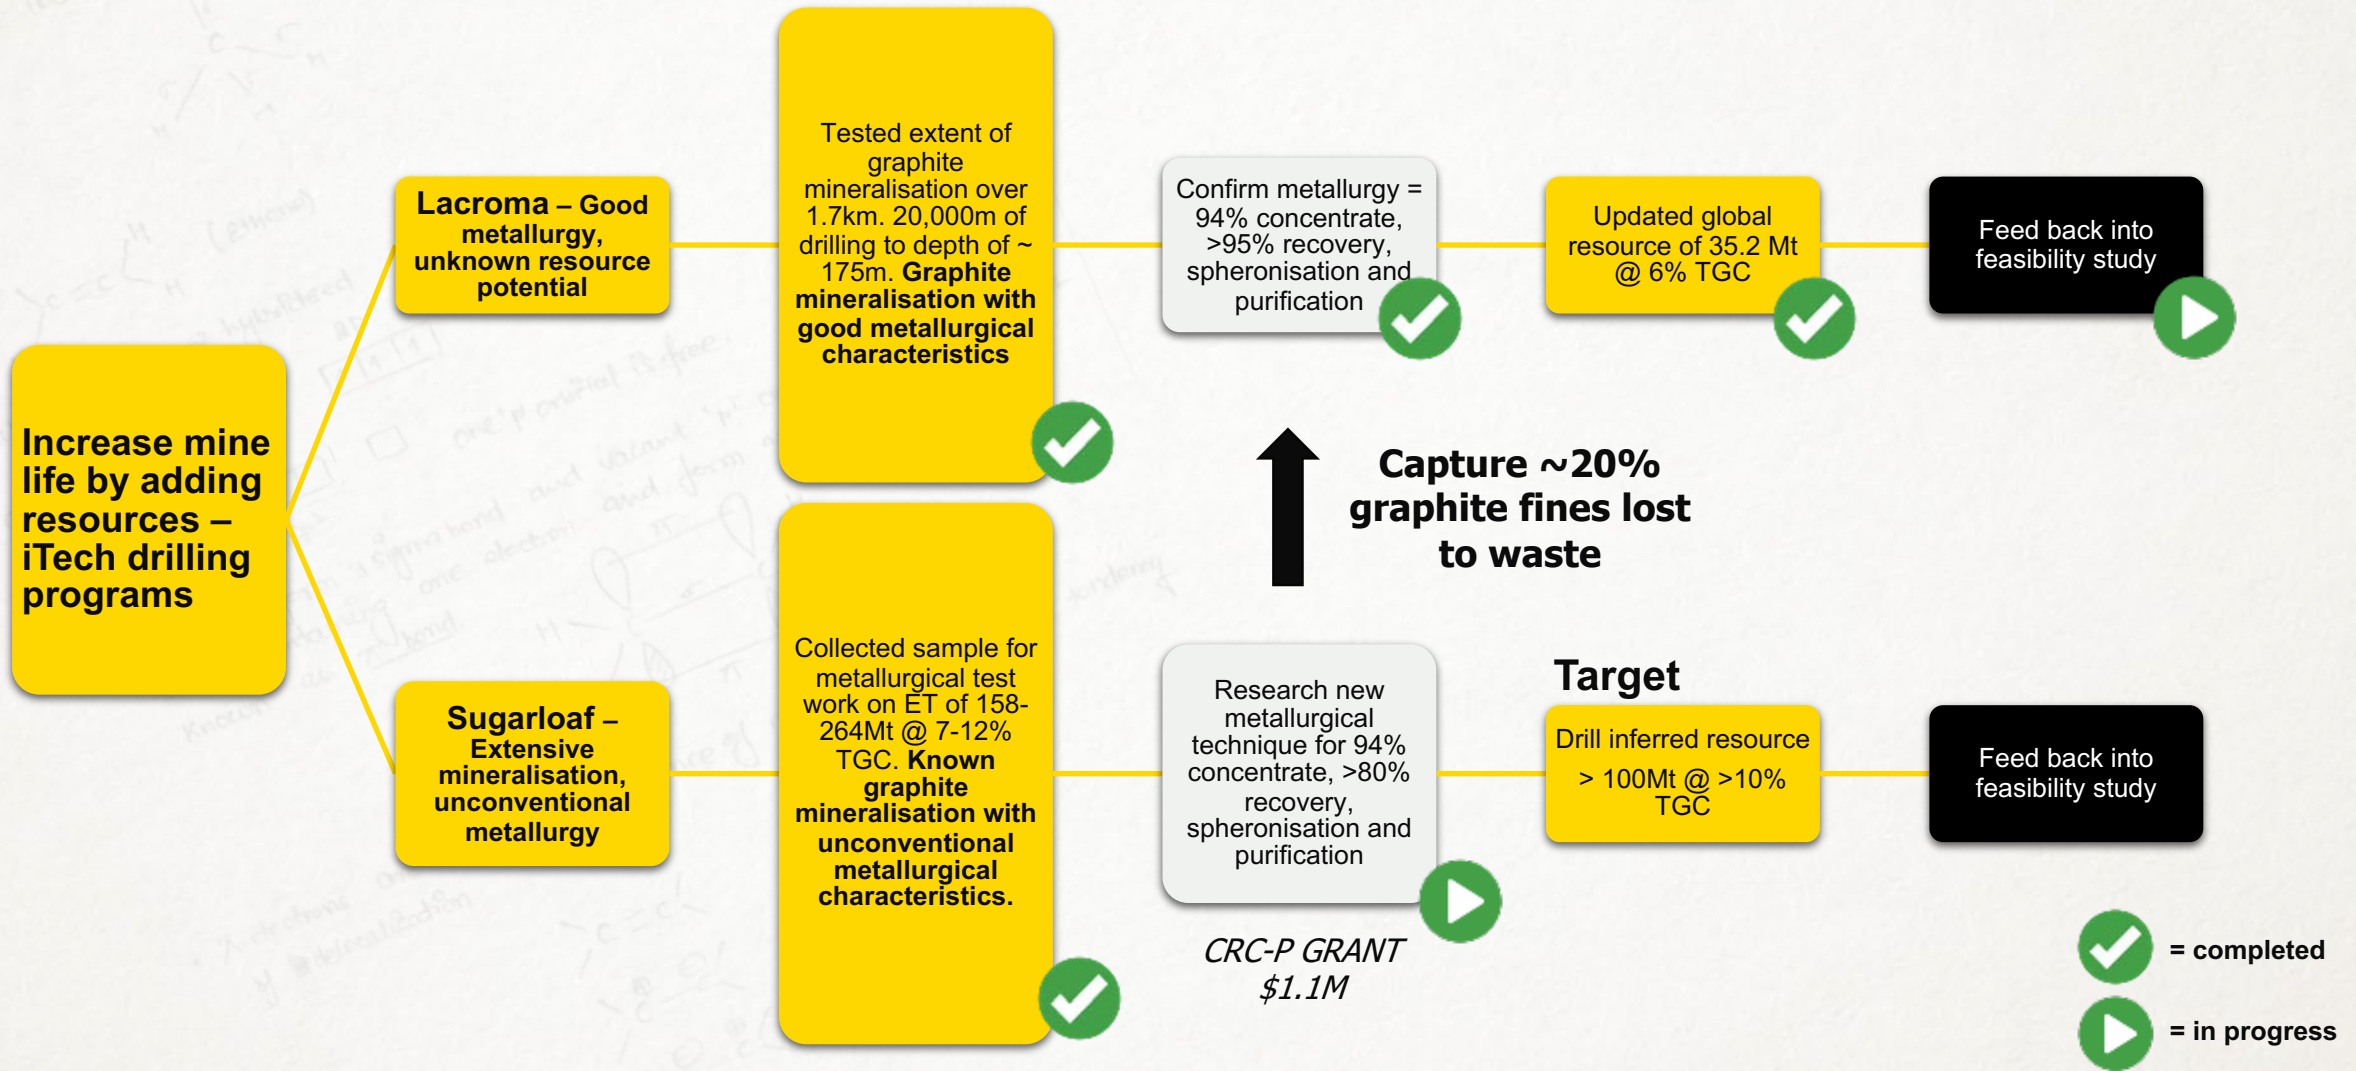 Increase mine
life by adding
resources –
iTech drilling
programs
Lacroma – Good
metallurgy,
unknown resource
potential
Tested extent of
graphite
mineralisation over
1.7km. 20,000m of
drilling to depth of ~
175m. Graphite
mineralisation with
good metallurgical
characteristics
Confirm metallurgy =
94% concentrate,
>95% recovery,
spheronisation and
purification
Updated global
resource of 35.2 Mt
@ 6% TGC
Feed back into
feasibility study
Capture ~20%
graphite fines lost
to waste
Sugarloaf –
Extensive
mineralisation,
unconventional
metallurgy
Collected sample for
metallurgical test
work on ET of 158-
264Mt @ 7-12%
TGC. Known
graphite
mineralisation with
unconventional
metallurgical
characteristics.
Research new
metallurgical
technique for 94%
concentrate, >80%
recovery,
spheronisation and
purification
CRC-P GRANT
$1.1M
Target
Drill inferred resource
> 100Mt @ >10%
TGC
Feed back into
feasibility study
= completed
= in progress